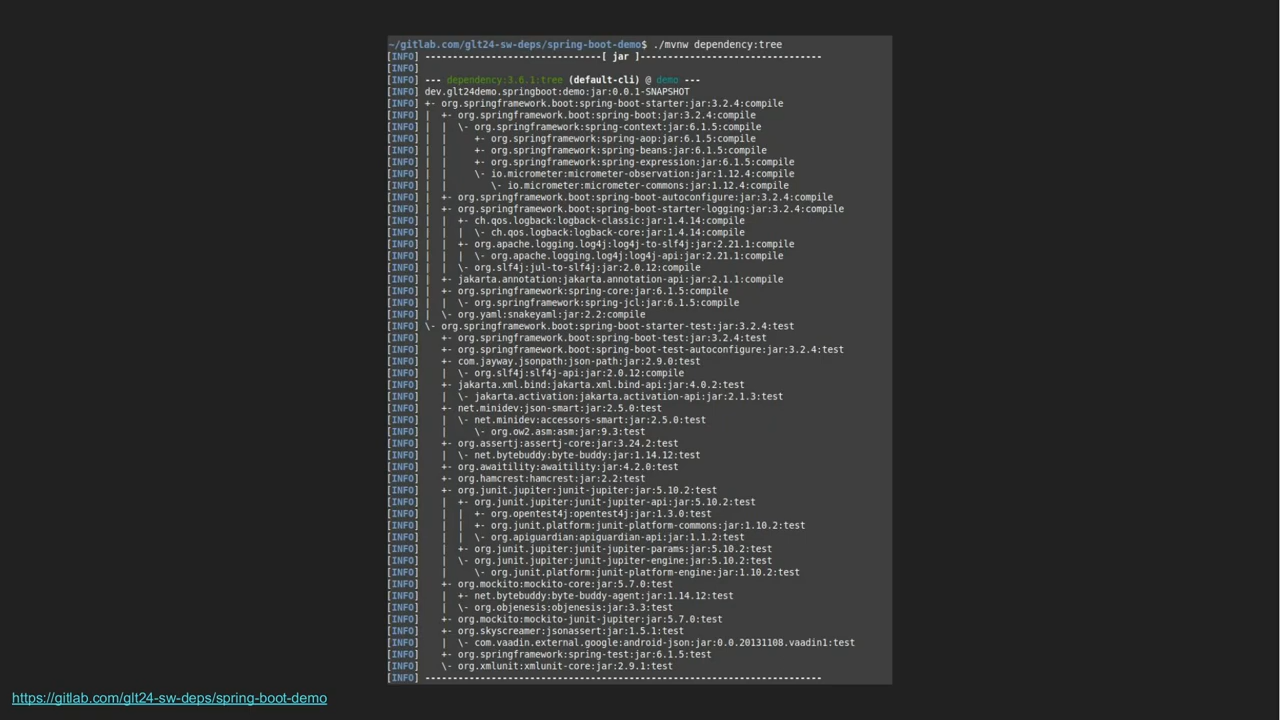 ~/gitlab.com/glt24-sw-deps/spring-boot-demo$ ./mvnw dependency:tree
[INFO] --------------------------------[ jar ]---------------------------------
[INFO]
[INFO] --- dependency:3.6.1:tree (default-cli) @ demo ---
[INFO] dev.glt24demo.springboot:demo:jar:0.0.1-SNAPSHOT
[INFO] +- org.springframework.boot:spring-boot-starter:jar:3.2.4:compile
[INFO] |  +- org.springframework.boot:spring-boot:jar:3.2.4:compile
[INFO] |  |  \- org.springframework:spring-context:jar:6.1.5:compile
[INFO] |  |     +- org.springframework:spring-aop:jar:6.1.5:compile
[INFO] |  |     +- org.springframework:spring-beans:jar:6.1.5:compile
[INFO] |  |     +- org.springframework:spring-expression:jar:6.1.5:compile
[INFO] |  |     \- io.micrometer:micrometer-observation:jar:1.12.4:compile
[INFO] |  |        \- io.micrometer:micrometer-commons:jar:1.12.4:compile
[INFO] |  +- org.springframework.boot:spring-boot-autoconfigure:jar:3.2.4:compile
[INFO] |  +- org.springframework.boot:spring-boot-starter-logging:jar:3.2.4:compile
[INFO] |  |  +- ch.qos.logback:logback-classic:jar:1.4.14:compile
[INFO] |  |  |  \- ch.qos.logback:logback-core:jar:1.4.14:compile
[INFO] |  |  +- org.apache.logging.log4j:log4j-to-slf4j:jar:2.21.1:compile
[INFO] |  |  |  \- org.apache.logging.log4j:log4j-api:jar:2.21.1:compile
[INFO] |  |  \- org.slf4j:jul-to-slf4j:jar:2.0.12:compile
[INFO] |  +- jakarta.annotation:jakarta.annotation-api:jar:2.1.1:compile
[INFO] |  +- org.springframework:spring-core:jar:6.1.5:compile
[INFO] |  |  \- org.springframework:spring-jcl:jar:6.1.5:compile
[INFO] |  \- org.yaml:snakeyaml:jar:2.2:compile
[INFO] \- org.springframework.boot:spring-boot-starter-test:jar:3.2.4:test
[INFO]    +- org.springframework.boot:spring-boot-test:jar:3.2.4:test
[INFO]    +- org.springframework.boot:spring-boot-test-autoconfigure:jar:3.2.4:test
[INFO]    +- com.jayway.jsonpath:json-path:jar:2.9.0:test
[INFO]    |  \- org.slf4j:slf4j-api:jar:2.0.12:compile
[INFO]    +- jakarta.xml.bind:jakarta.xml.bind-api:jar:4.0.2:test
[INFO]    |  \- jakarta.activation:jakarta.activation-api:jar:2.1.3:test
[INFO]    +- net.minidev:json-smart:jar:2.5.0:test
[INFO]    |  \- net.minidev:accessors-smart:jar:2.5.0:test
[INFO]    |     \- org.ow2.asm:asm:jar:9.3:test
[INFO]    +- org.assertj:assertj-core:jar:3.24.2:test
[INFO]    |  \- net.bytebuddy:byte-buddy:jar:1.14.12:test
[INFO]    +- org.awaitility:awaitility:jar:4.2.0:test
[INFO]    +- org.hamcrest:hamcrest:jar:2.2:test
[INFO]    +- org.junit.jupiter:junit-jupiter:jar:5.10.2:test
[INFO]    |  +- org.junit.jupiter:junit-jupiter-api:jar:5.10.2:test
[INFO]    |  |  +- org.opentest4j:opentest4j:jar:1.3.0:test
[INFO]    |  |  +- org.junit.platform:junit-platform-commons:jar:1.10.2:test
[INFO]    |  |  \- org.apiguardian:apiguardian-api:jar:1.1.2:test
[INFO]    |  +- org.junit.jupiter:junit-jupiter-params:jar:5.10.2:test
[INFO]    |  \- org.junit.jupiter:junit-jupiter-engine:jar:5.10.2:test
[INFO]    |     \- org.junit.platform:junit-platform-engine:jar:1.10.2:test
[INFO]    +- org.mockito:mockito-core:jar:5.7.0:test
[INFO]    |  +- net.bytebuddy:byte-buddy-agent:jar:1.14.12:test
[INFO]    |  \- org.objenesis:objenesis:jar:3.3:test
[INFO]    +- org.mockito:mockito-junit-jupiter:jar:5.7.0:test
[INFO]    +- org.skyscreamer:jsonassert:jar:1.5.1:test
[INFO]    |  \- com.vaadin.external.google:android-json:jar:0.0.20131108.vaadin1:test
[INFO]    +- org.springframework:spring-test:jar:6.1.5:test
[INFO]    \- org.xmlunit:xmlunit-core:jar:2.9.1:test
[INFO] ------------------------------------------------------------------------
https://gitlab.com/glt24-sw-deps/spring-boot-demo